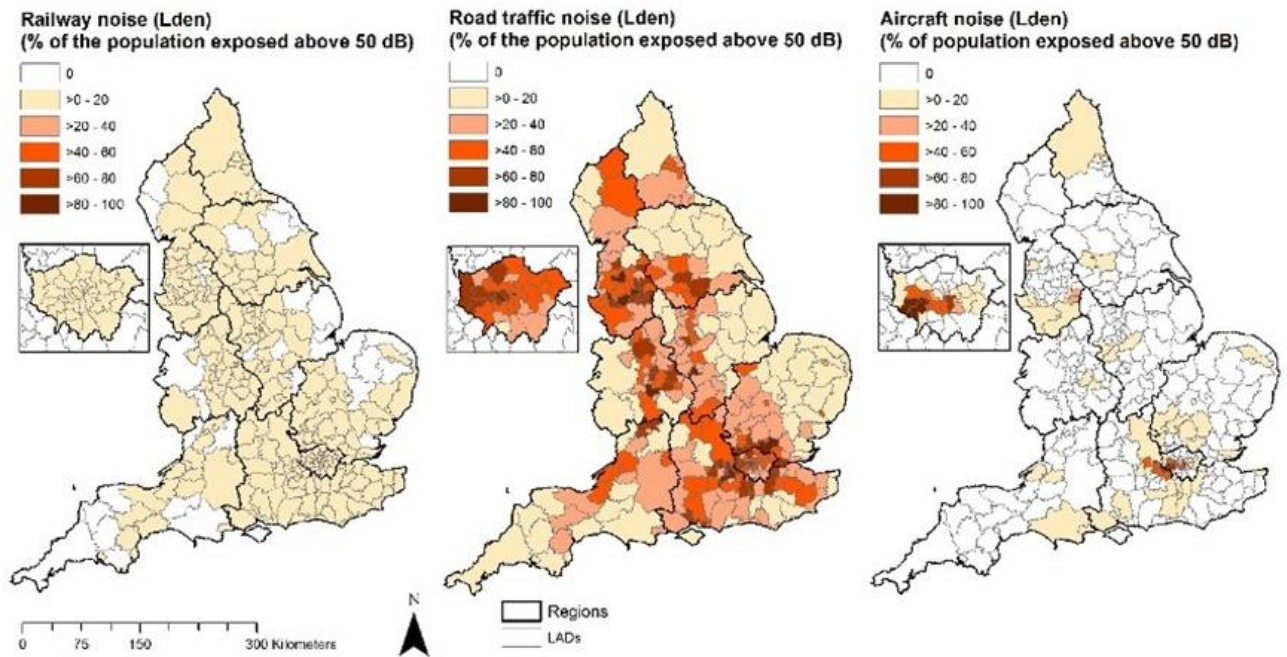 Railway noise (Lden)
(% of the population exposed above 50 dB)
0
>0 - 20
>20 - 40
>40 - 60
>60 - 80
>80 - 100
Road traffic noise (Lden)
(% of the population exposed above 50 dB)
0
>0 - 20
>20 - 40
>40 - 60
>60 - 80
>80 - 100
Aircraft noise (Lden)
(% of population exposed above 50 dB)
0
>0 - 20
>20 - 40
>40 - 60
>60 - 80
>80 - 100
N
0 75 150 300 Kilometers
Regions
LADs